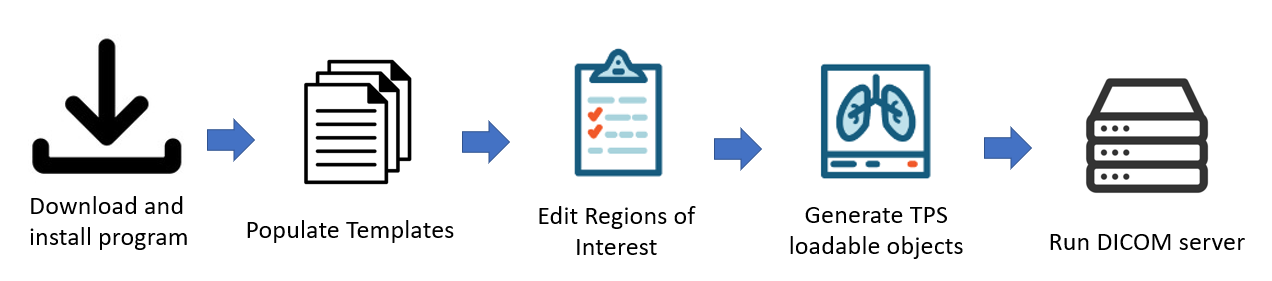 Download and
install program
Populate Templates
Edit Regions of
Interest
Generate TPS
loadable objects
Run DICOM server